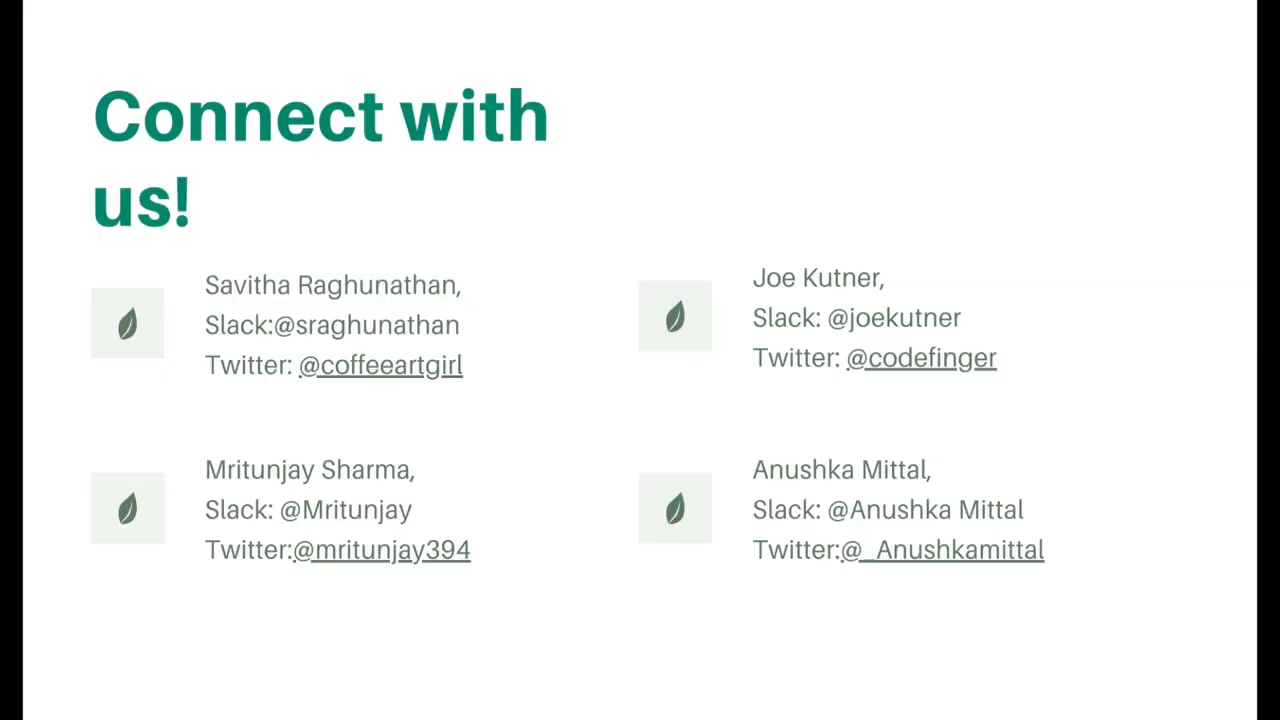 Connect with
us!
Savitha Raghunathan,
Slack:@sraghunathan
Twitter: @coffeeartgirl
Joe Kutner,
Slack: @joekutner
Twitter: @codefinger
Mritunjay Sharma,
Slack: @Mritunjay
Twitter:@mritunjay394
Anushka Mittal,
Slack: @Anushka Mittal
Twitter:@_Anushkamittal